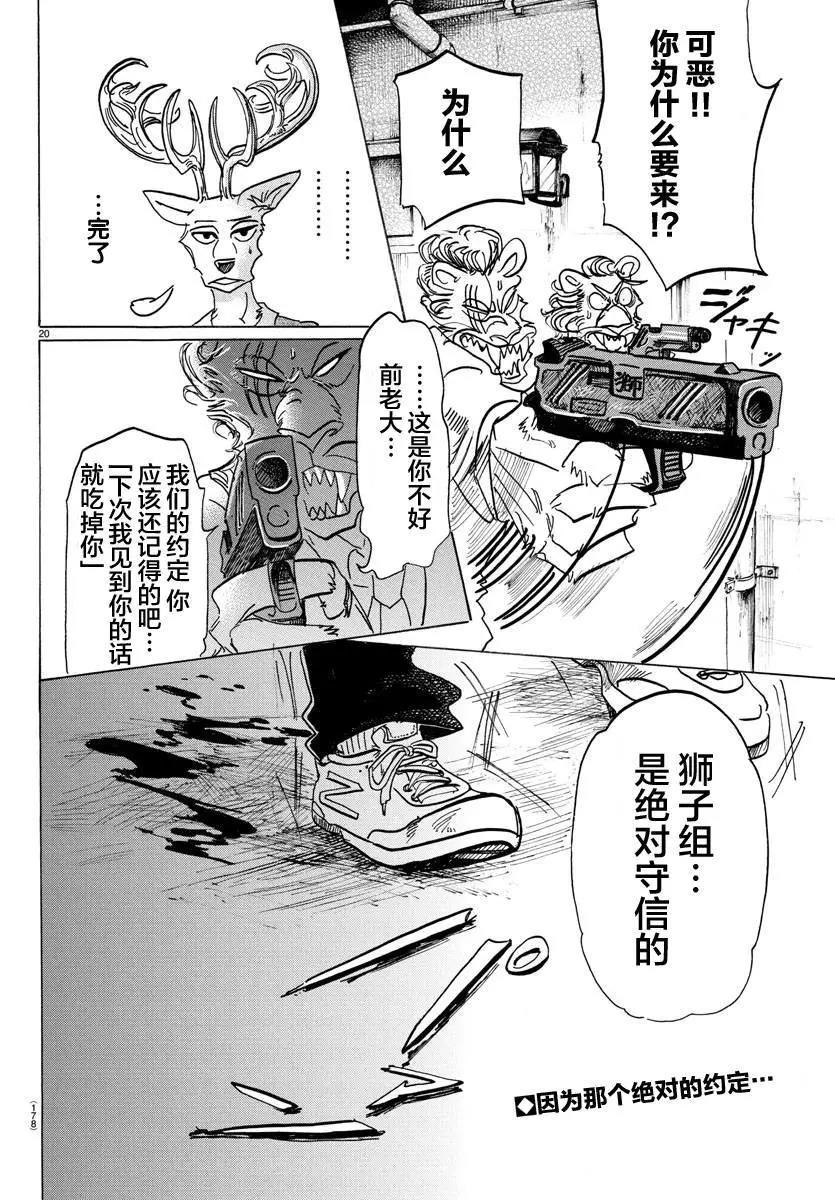 可恶!!
你为什么要来!?
为什么
ジャキッ
狮
………
……
…完了
20
……这是你不好
前老大…
我们的约定 你
应该还记得的吧…
「下次我见到你的话
就吃掉你」
狮子组…
是绝对守信的
N
◆因为那个绝对的约定…
(178)